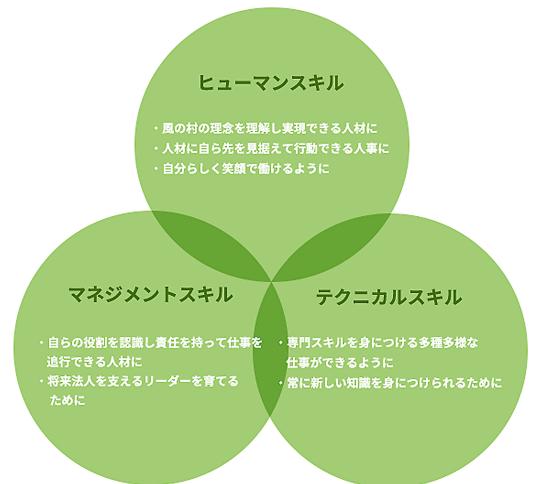 ヒューマンスキル
・風の村の理念を理解し実現できる人材に
・人材に自ら先を見据えて行動できる人事に
・自分らしく笑顔で働けるように
マネジメントスキル
・自らの役割を認識し責任を持って仕事を
追行できる人材に
・将来法人を支えるリーダーを育てる
ために
テクニカルスキル
・専門スキルを身につける多種多様な
仕事ができるように
・常に新しい知識を身につけられるために